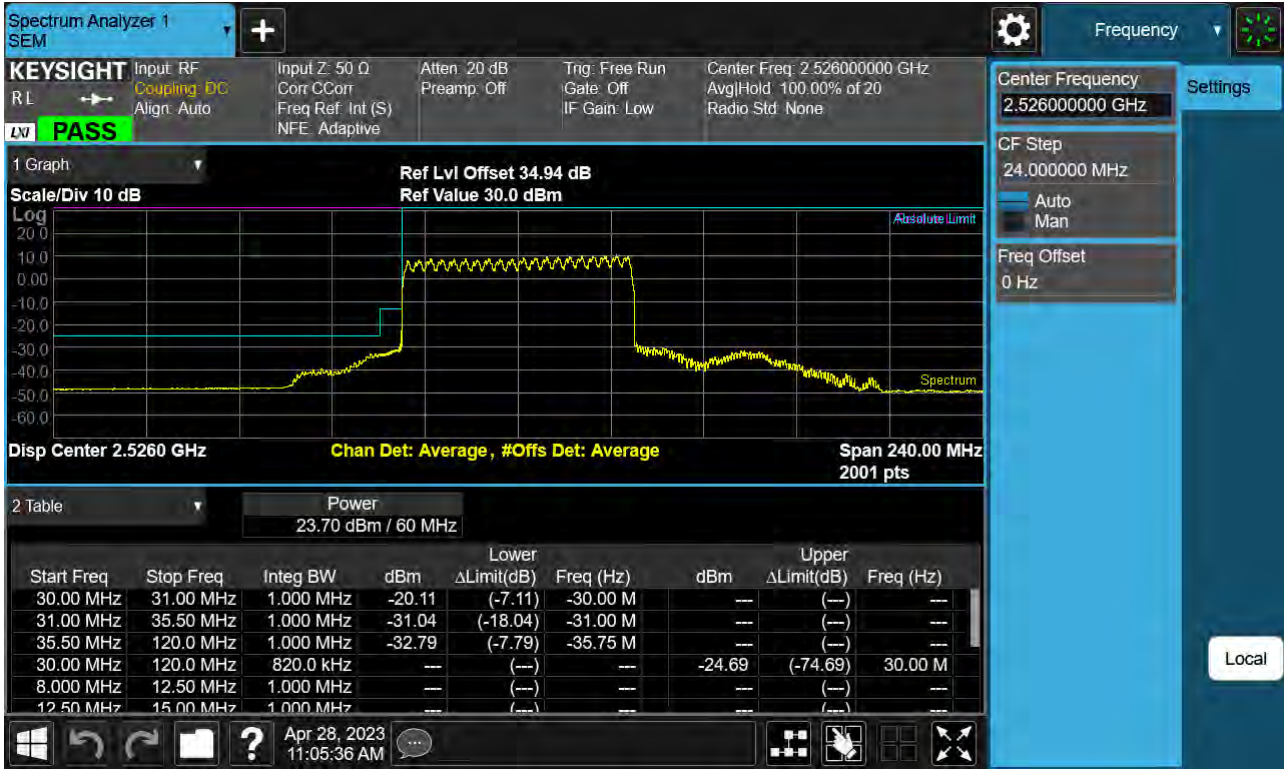 Spectrum Analyzer 1
SEM
Frequency
KEYSIGHT
RL
LXI
PASS
Input: RF
Coupling: DC
Align: Auto
Input Z: 50 Ω
Corr CCorr
Freq Ref: Int (S)
NFE: Adaptive
Atten: 20 dB
Preamp: Off
Trig: Free Run
Gate: Off
IF Gain: Low
Center Freq: 2.526000000 GHz
Avg|Hold: 100.00% of 20
Radio Std: None
Center Frequency
2.526000000 GHz
Settings
CF Step
24.000000 MHz
Auto
Man
Freq Offset
0 Hz
Local
1 Graph
Scale/Div 10 dB
Ref Lvl Offset 34.94 dB
Ref Value 30.0 dBm
Log
20.0
10.0
0.00
-10.0
-20.0
-30.0
-40.0
-50.0
-60.0
Limit
Spectrum
Disp Center 2.5260 GHz
Chan Det: Average, #Offs Det: Average
Span 240.00 MHz
2001 pts
2 Table
Power
23.70 dBm / 60 MHz
Lower Upper
Start Freq Stop Freq Integ BW dBm ΔLimit(dB) Freq (Hz) dBm ΔLimit(dB) Freq (Hz)
30.00 MHz 31.00 MHz 1.000 MHz -20.11 (-7.11) -30.00 M --- (---) ---
31.00 MHz 35.50 MHz 1.000 MHz -31.04 (-18.04) -31.00 M --- (---) ---
35.50 MHz 120.0 MHz 1.000 MHz -32.79 (-7.79) -35.75 M --- (---) ---
30.00 MHz 120.0 MHz 820.0 kHz --- (---) --- -24.69 (-74.69) 30.00 M
8.000 MHz 12.50 MHz 1.000 MHz --- (---) --- --- (---) ---
12.50 MHz 15.00 MHz 1.000 MHz --- (---) --- --- (---) ---
?
Apr 28, 2023
11:05:36 AM